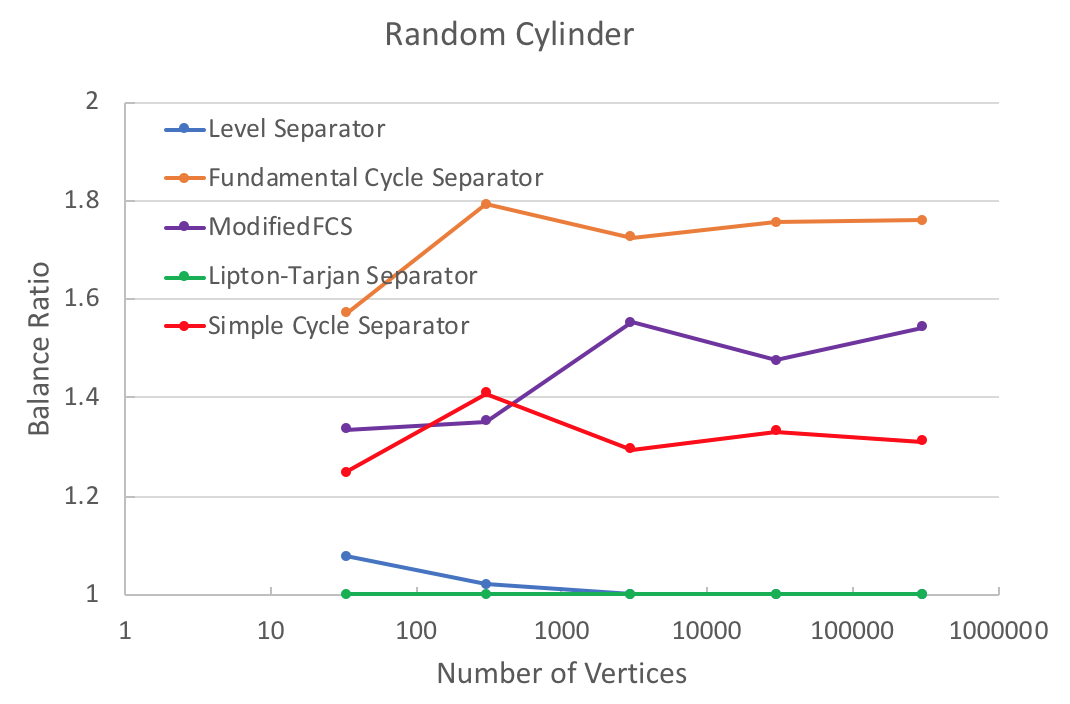 Random Cylinder
2
1.8
1.6
1.4
1.2
1
Level Separator
Fundamental Cycle Separator
ModifiedFCS
Lipton-Tarjan Separator
Simple Cycle Separator
Balance Ratio
1 10 100 1000 10000 100000 1000000
Number of Vertices